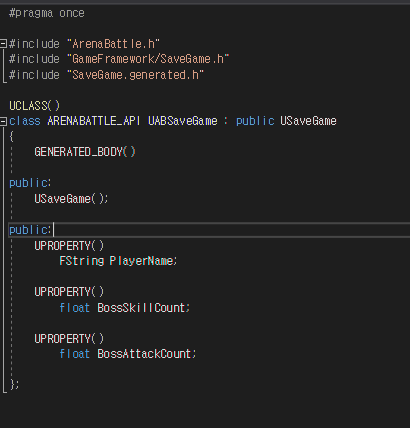 #pragma once
#include "ArenaBattle.h"
#include "GameFramework/SaveGame.h"
#include "SaveGame.generated.h"
UCLASS()
class ARENABATTLE_API UABSaveGame : public USaveGame
{
GENERATED_BODY()
public:
USaveGame();
public:
UPROPERTY()
FString PlayerName;
UPROPERTY()
float BossSkillCount;
UPROPERTY()
float BossAttackCount;
};